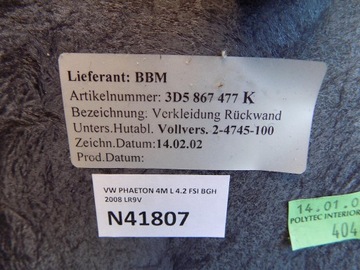 Lieferant: BBM
Artikelnummer: 3D5 867 477 K
Bezeichnung: Verkleidung Rückwand
Unters.Hutabl. Vollvers. 2-4745-100
Zeichn.Datum:14.02.02
Prod.Datum:
VW PHAETON 4M L 4.2 FSI BGH
2008 LR9V
N41807
14.01.0
POLYTEC INTERIOR
404